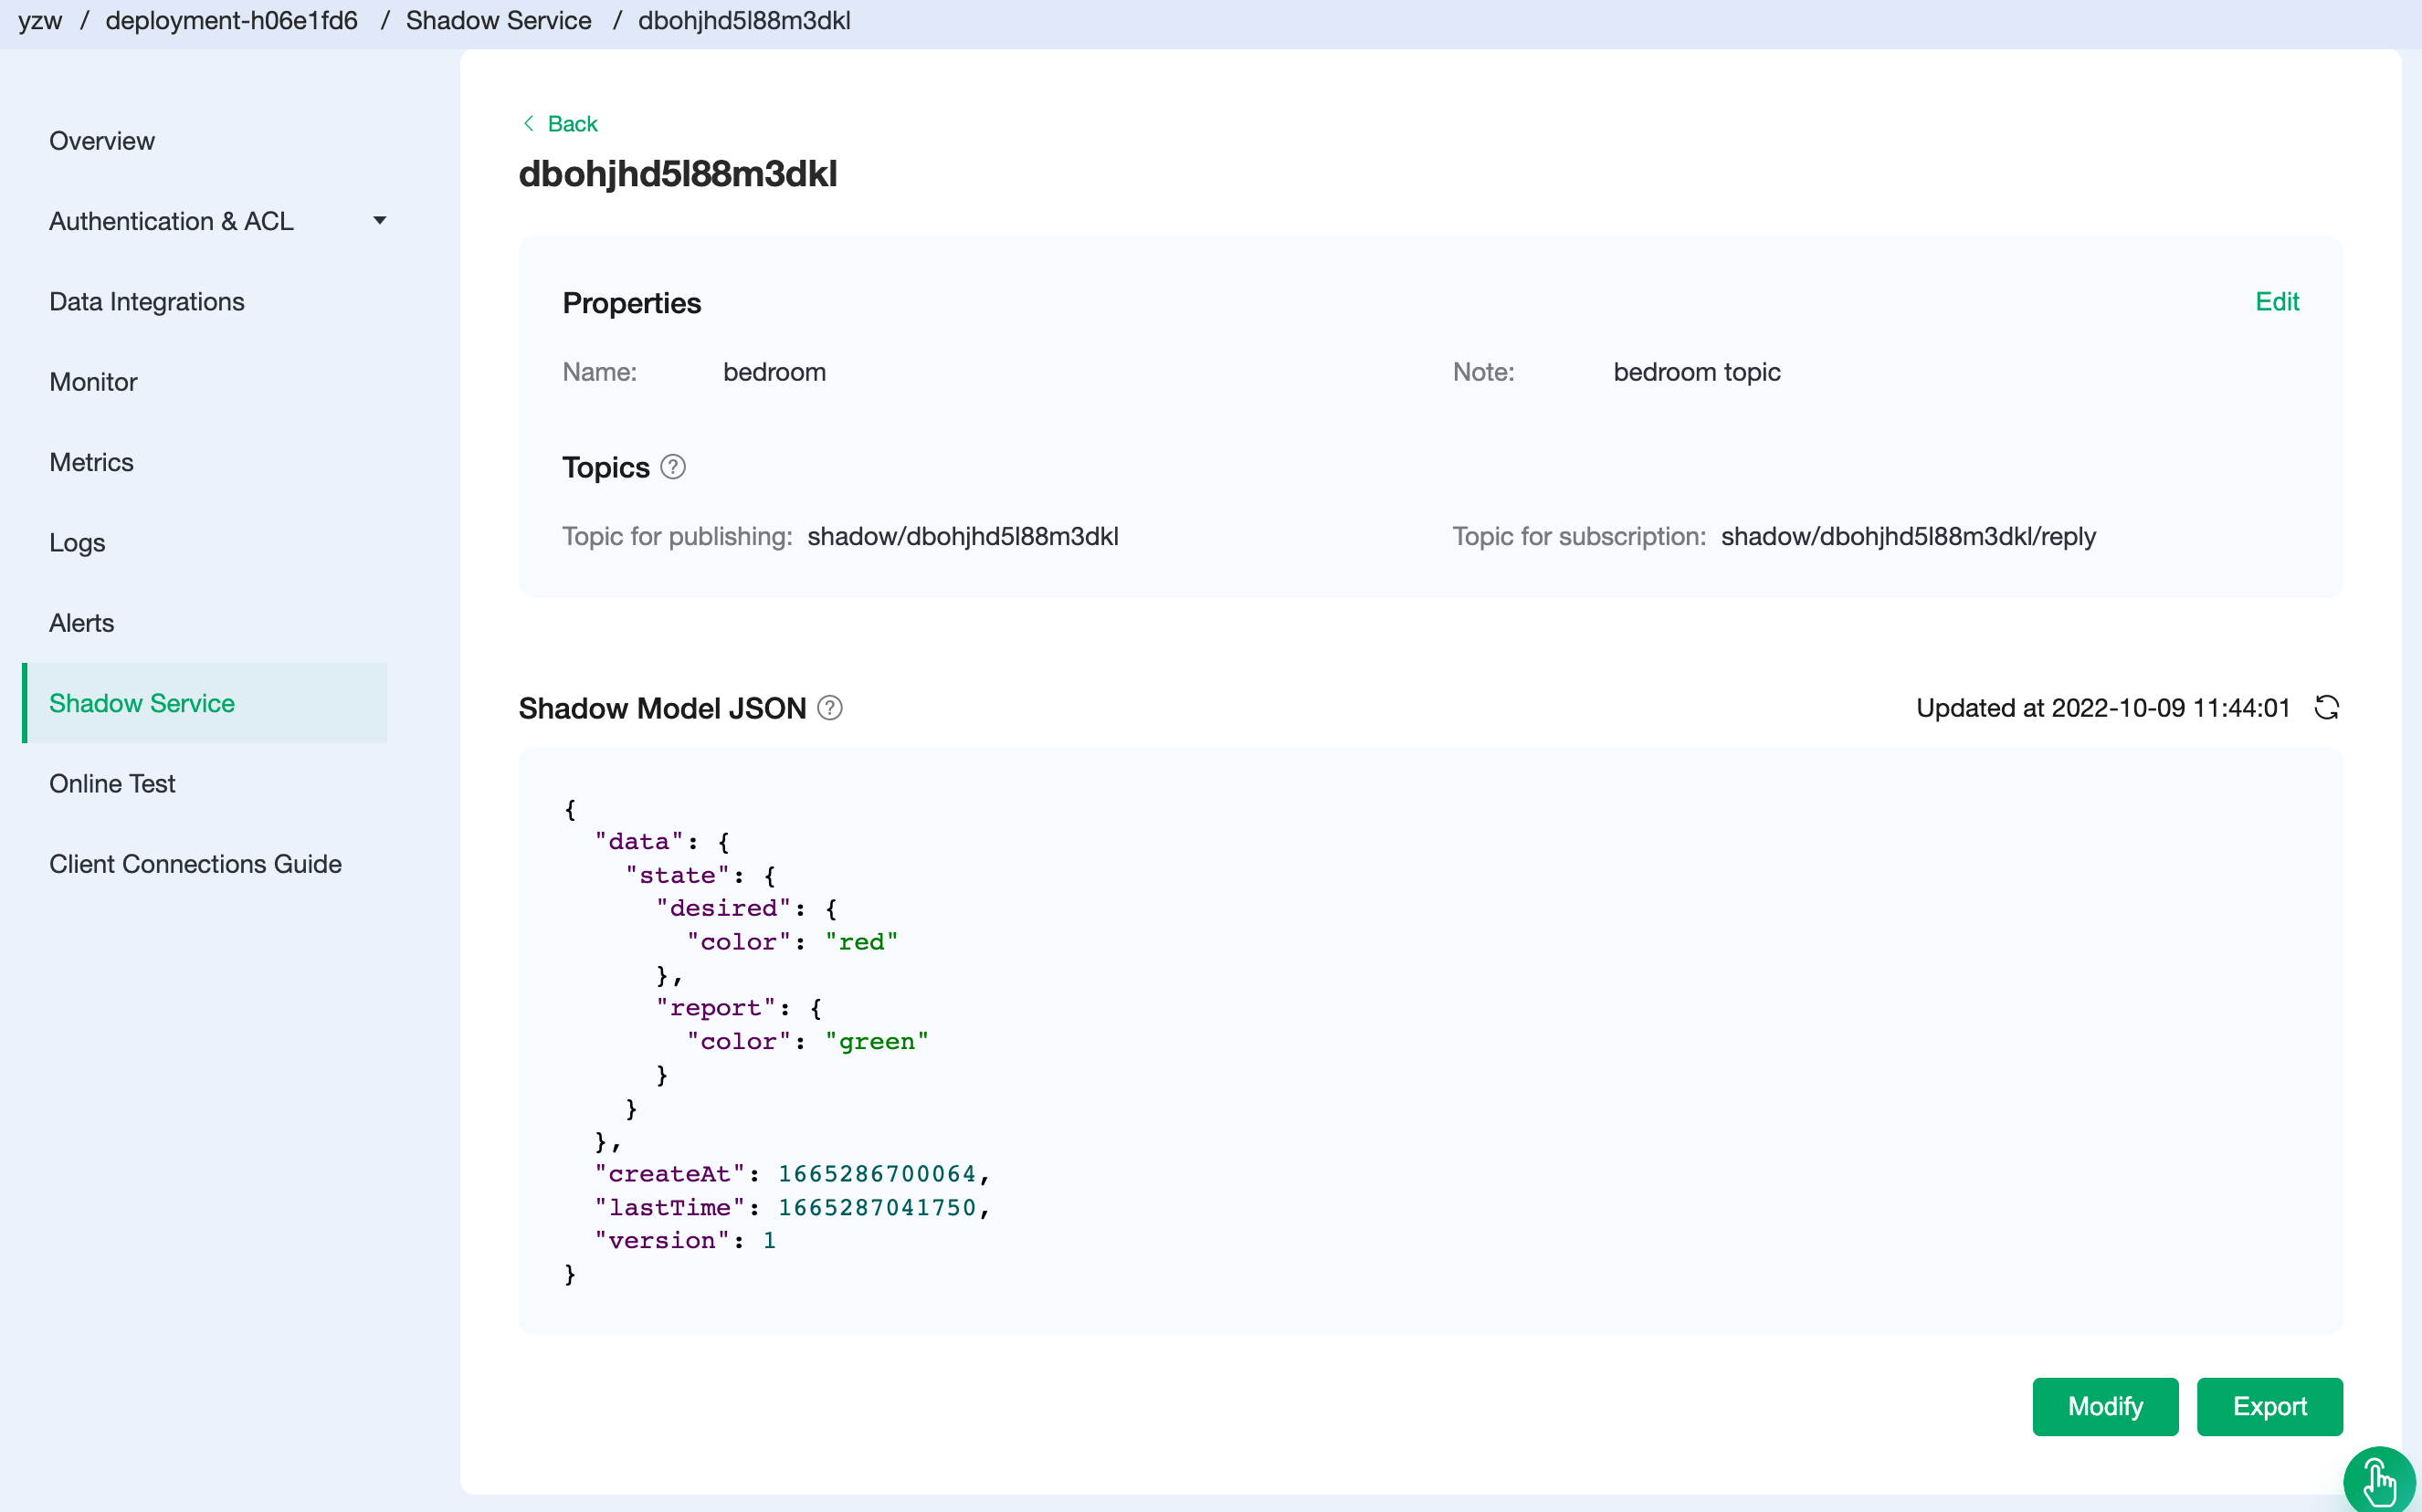 yzw / deployment-h06e1fd6 / Shadow Service / dbohjhd5l88m3dkl
Overview
Authentication & ACL
Data Integrations
Monitor
Metrics
Logs
Alerts
Shadow Service
Online Test
Client Connections Guide
Back
dbohjhd5l88m3dkl
Properties
Edit
Name: bedroom
Note: bedroom topic
Topics ?
Topic for publishing: shadow/dbohjhd5l88m3dkl
Topic for subscription: shadow/dbohjhd5l88m3dkl/reply
Shadow Model JSON ?
Updated at 2022-10-09 11:44:01
{
  "data": {
    "state": {
      "desired": {
        "color": "red"
      },
      "report": {
        "color": "green"
      }
    }
  },
  "createAt": 1665286700064,
  "lastTime": 1665287041750,
  "version": 1
}
Modify
Export